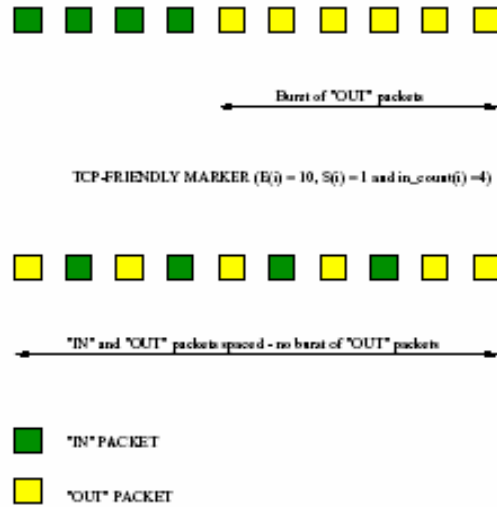 Burst of "OUT" packets
TCP-FRIENDLY MARKER (E(i) = 10, S(i) = 1 and in_count(i) =4)
"IN" and "OUT" packets spaced - no burst of "OUT" packets
"IN" PACKET
"OUT" PACKET